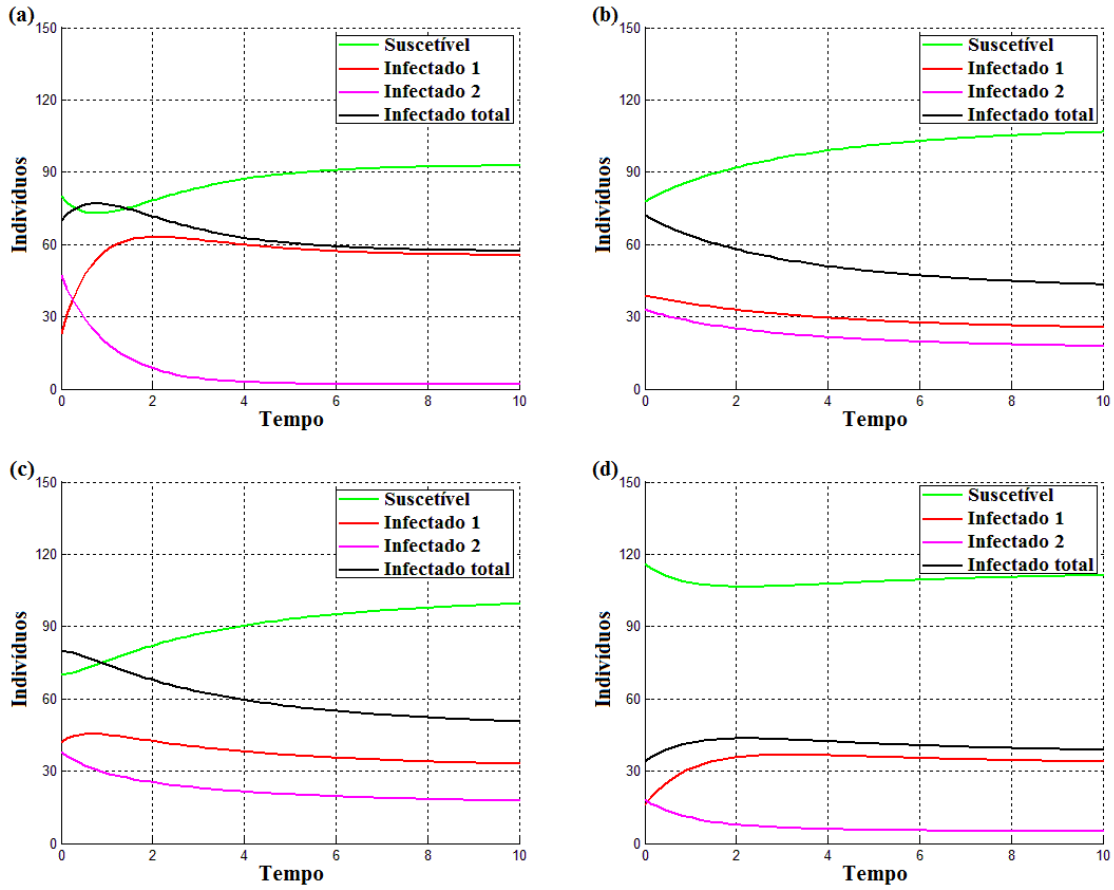 (a)
150
120
90
60
30
0
Indivíduos
Suscetível
Infectado 1
Infectado 2
Infectado total
0 2 4 6 8 10
Tempo
(b)
150
120
90
60
30
0
Indivíduos
Suscetível
Infectado 1
Infectado 2
Infectado total
0 2 4 6 8 10
Tempo
(c)
150
120
90
60
30
0
Indivíduos
Suscetível
Infectado 1
Infectado 2
Infectado total
0 2 4 6 8 10
Tempo
(d)
150
120
90
60
30
0
Indivíduos
Suscetível
Infectado 1
Infectado 2
Infectado total
0 2 4 6 8 10
Tempo